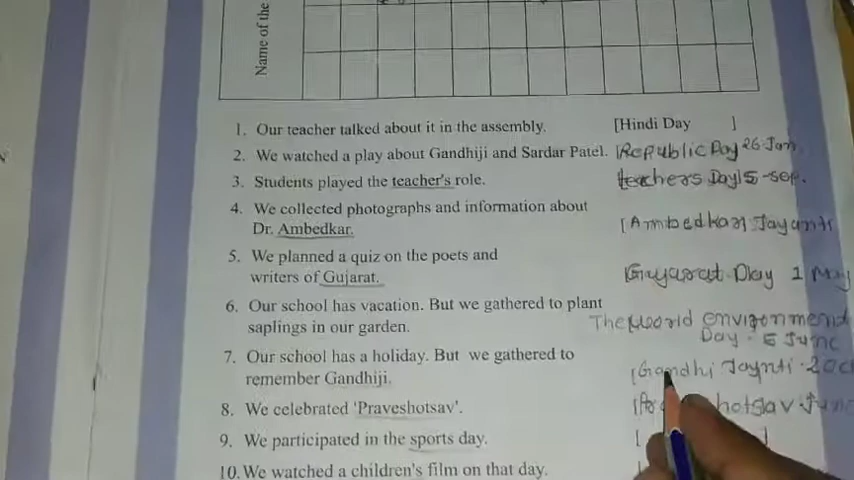 Name of the
1. Our teacher talked about it in the assembly. [Hindi Day ]
2. We watched a play about Gandhiji and Sardar Patel. [Republic Day 26 Jan.
3. Students played the teacher's role. teachers Day 5-sep.
4. We collected photographs and information about
Dr. Ambedkar. [Ambedkar Jayanti
5. We planned a quiz on the poets and
writers of Gujarat. [Gujarat Day 1 May
6. Our school has vacation. But we gathered to plant
saplings in our garden. The world environmend
Day. 5 June
7. Our school has a holiday. But we gathered to
remember Gandhiji. [Gandhi Jaynti. 2 Oc
8. We celebrated 'Praveshotsav'. hotsav June
9. We participated in the sports day. [ ]
10. We watched a children's film on that day.